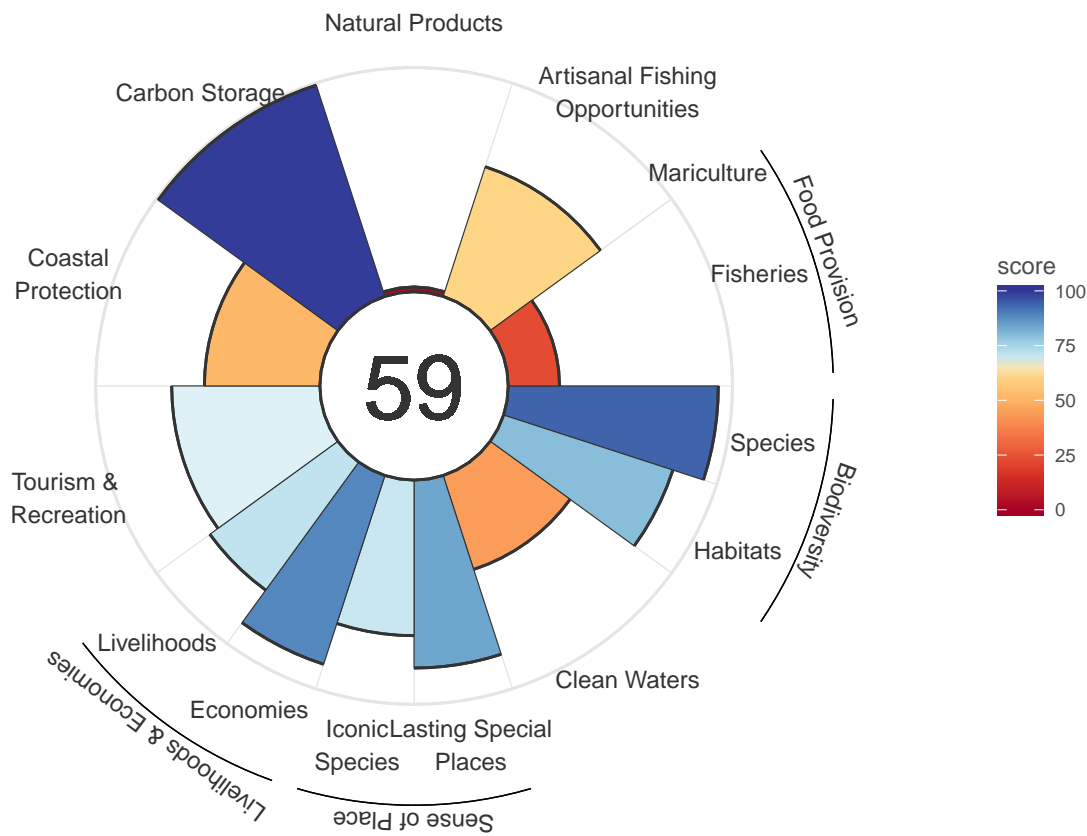 Natural Products
Artisanal Fishing
Opportunities
Carbon Storage
Mariculture
Food Provision
Fisheries
Coastal
Protection
score
100
75
50
25
0
59
Species
Biodiversity
Habitats
Tourism &
Recreation
Livelihoods
Livelihoods & Economies
Economies
Clean Waters
Iconic
Species
Lasting Special
Places
Sense of Place